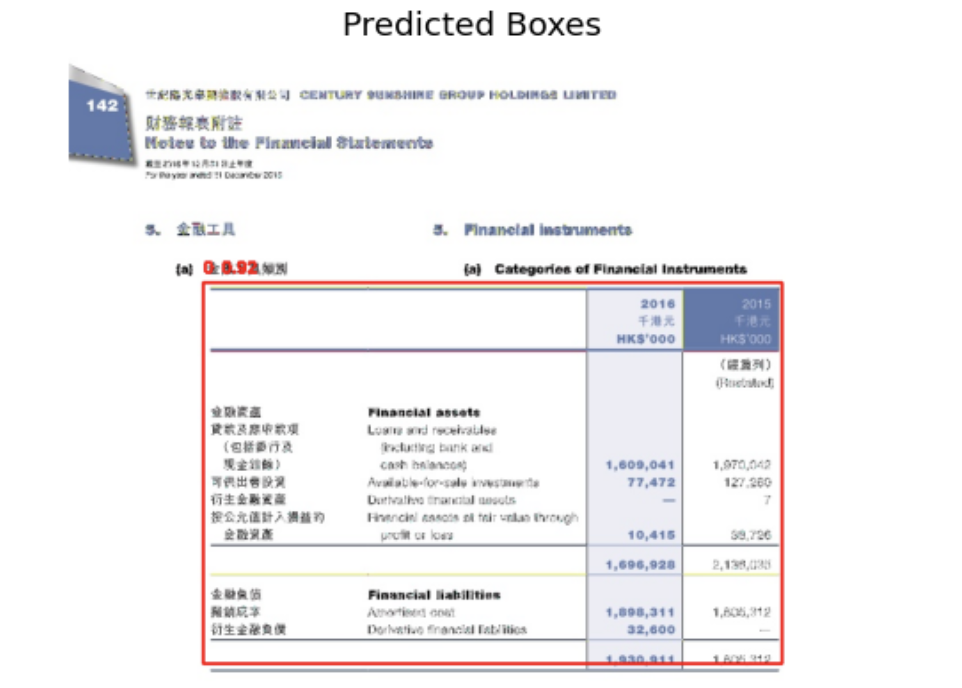 Predicted Boxes
142
世紀陽光集團控股有限公司 CENTURY SUNSHINE GROUP HOLDINGS LIMITED
財務報表附註
Notes to the Financial Statements
截至2016年12月31日止年度
For the year ended 31 December 2016
5. 金融工具 5. Financial instruments
(a) 0.92 類別 (a) Categories of Financial Instruments
2016 2015
千港元 千港元
HK$'000 HK$'000
(經重列)
(Restated)
金融資產 Financial assets
貸款及應收款項 Loans and receivables
(包括銀行及 (including bank and
現金結餘) cash balances) 1,609,041 1,970,042
可供出售投資 Available-for-sale investments 77,472 127,260
衍生金融資產 Derivative financial assets — 7
按公允值計入損益的 Financial assets at fair value through
金融資產 profit or loss 10,415 38,726
1,696,928 2,136,035
金融負債 Financial liabilities
攤銷成本 Amortised cost 1,898,311
衍生金融負債 Derivative financial liabilities 32,600 —
1,930,911